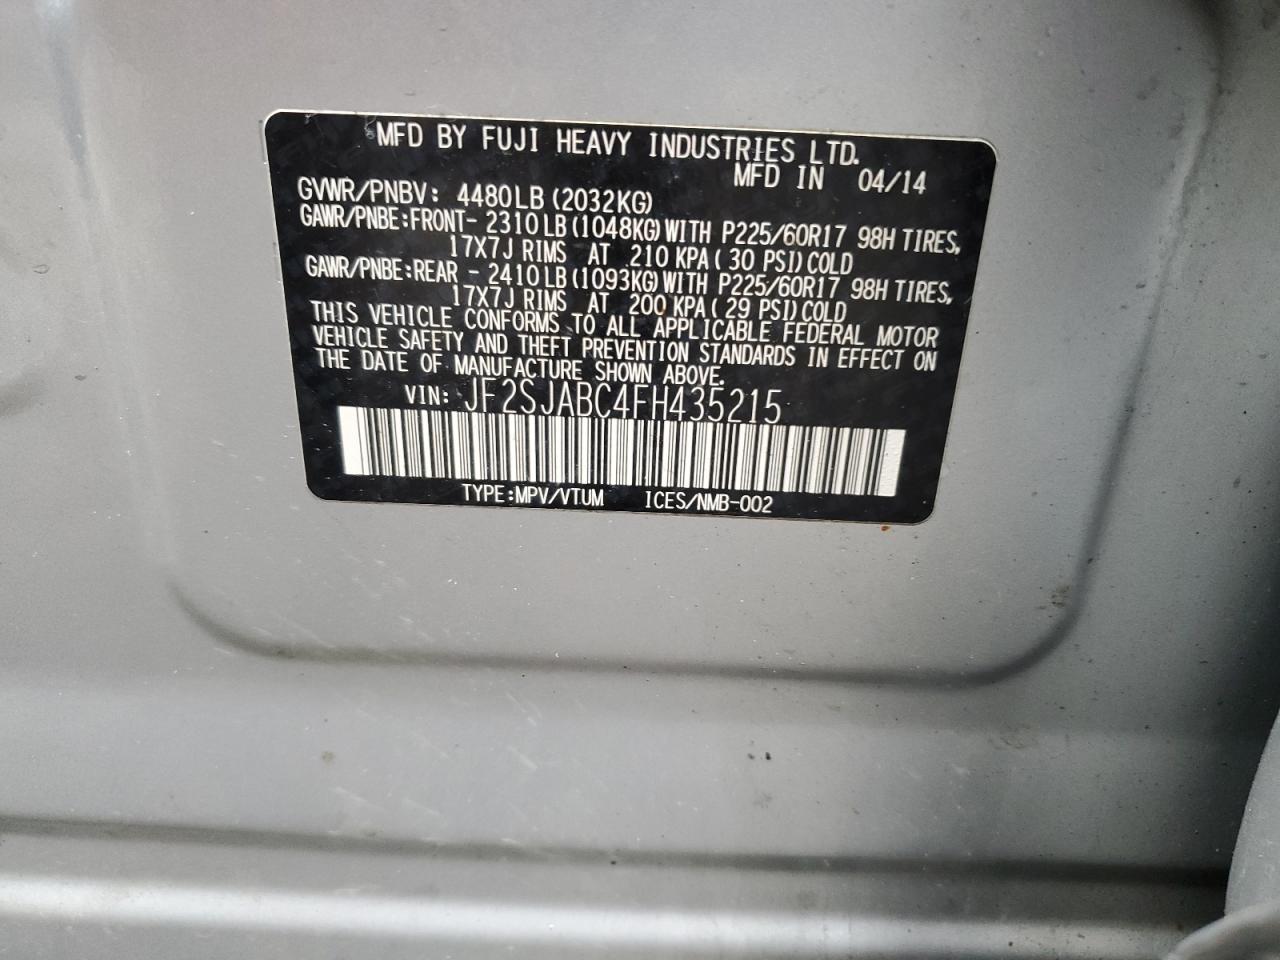 MFD BY FUJI HEAVY INDUSTRIES LTD.
MFD IN 04/14
GVWR/PNBV: 4480LB (2032KG)
GAWR/PNBE:FRONT- 2310LB (1048KG) WITH P225/60R17 98H TIRES,
17X7J RIMS AT 210 KPA ( 30 PSI) COLD
GAWR/PNBE:REAR - 2410LB (1093KG) WITH P225/60R17 98H TIRES,
17X7J RIMS AT 200 KPA ( 29 PSI) COLD
THIS VEHICLE CONFORMS TO ALL APPLICABLE FEDERAL MOTOR
VEHICLE SAFETY AND THEFT PREVENTION STANDARDS IN EFFECT ON
THE DATE OF MANUFACTURE SHOWN ABOVE.
VIN: JF2SJABC4FH435215
TYPE:MPV/VTUM ICES/NMB-002